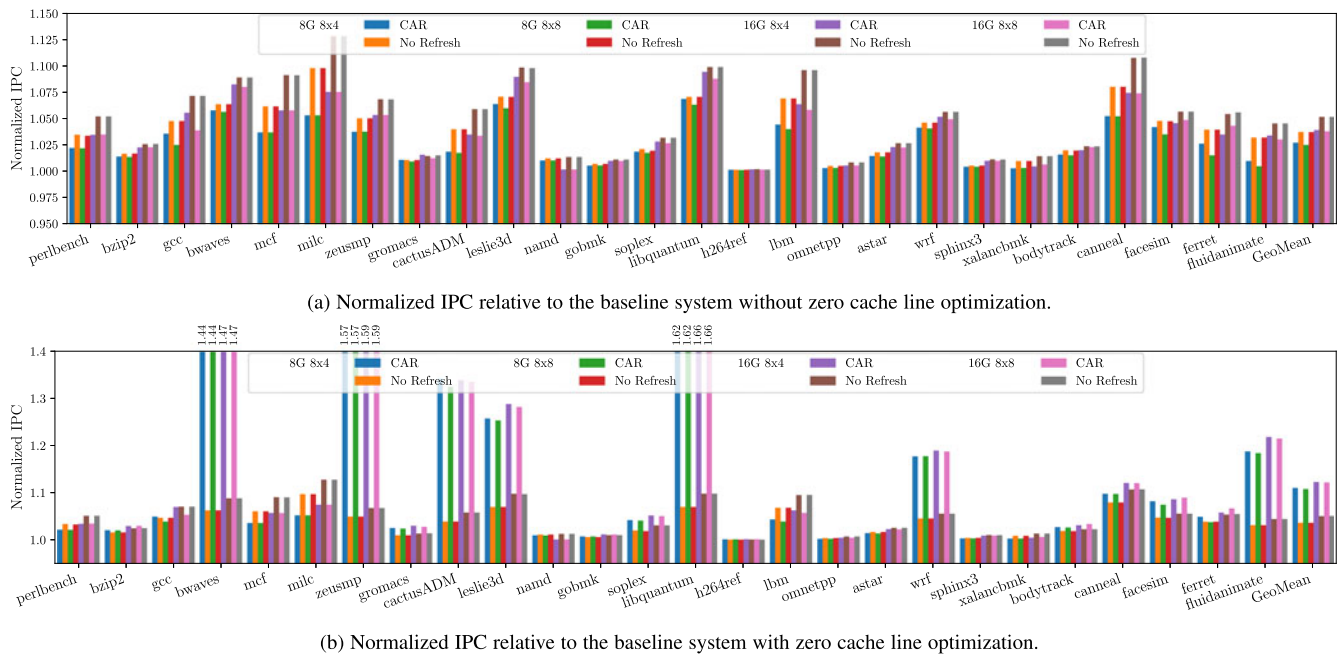 1.150
1.125
1.100
1.075
1.050
1.025
1.000
0.975
0.950
Normalized IPC
8G 8x4 CAR 8G 8x8 CAR 16G 8x4 CAR 16G 8x8 CAR
No Refresh No Refresh No Refresh No Refresh
perlbench bzip2 gcc bwaves mcf milc zeusmp gromacs cactusADM leslie3d namd gobmk soplex libquantum h264ref lbm omnetpp astar wrf sphinx3 xalancbmk bodytrack canneal facesim ferret fluidanimate GeoMean
(a) Normalized IPC relative to the baseline system without zero cache line optimization.
1.44 1.44 1.47 1.47 1.57 1.57 1.59 1.59 1.62 1.62 1.66 1.66
1.4
1.3
1.2
1.1
1.0
Normalized IPC
8G 8x4 CAR 8G 8x8 CAR 16G 8x4 CAR 16G 8x8 CAR
No Refresh No Refresh No Refresh No Refresh
perlbench bzip2 gcc bwaves mcf milc zeusmp gromacs cactusADM leslie3d namd gobmk soplex libquantum h264ref lbm omnetpp astar wrf sphinx3 xalancbmk bodytrack canneal facesim ferret fluidanimate GeoMean
(b) Normalized IPC relative to the baseline system with zero cache line optimization.